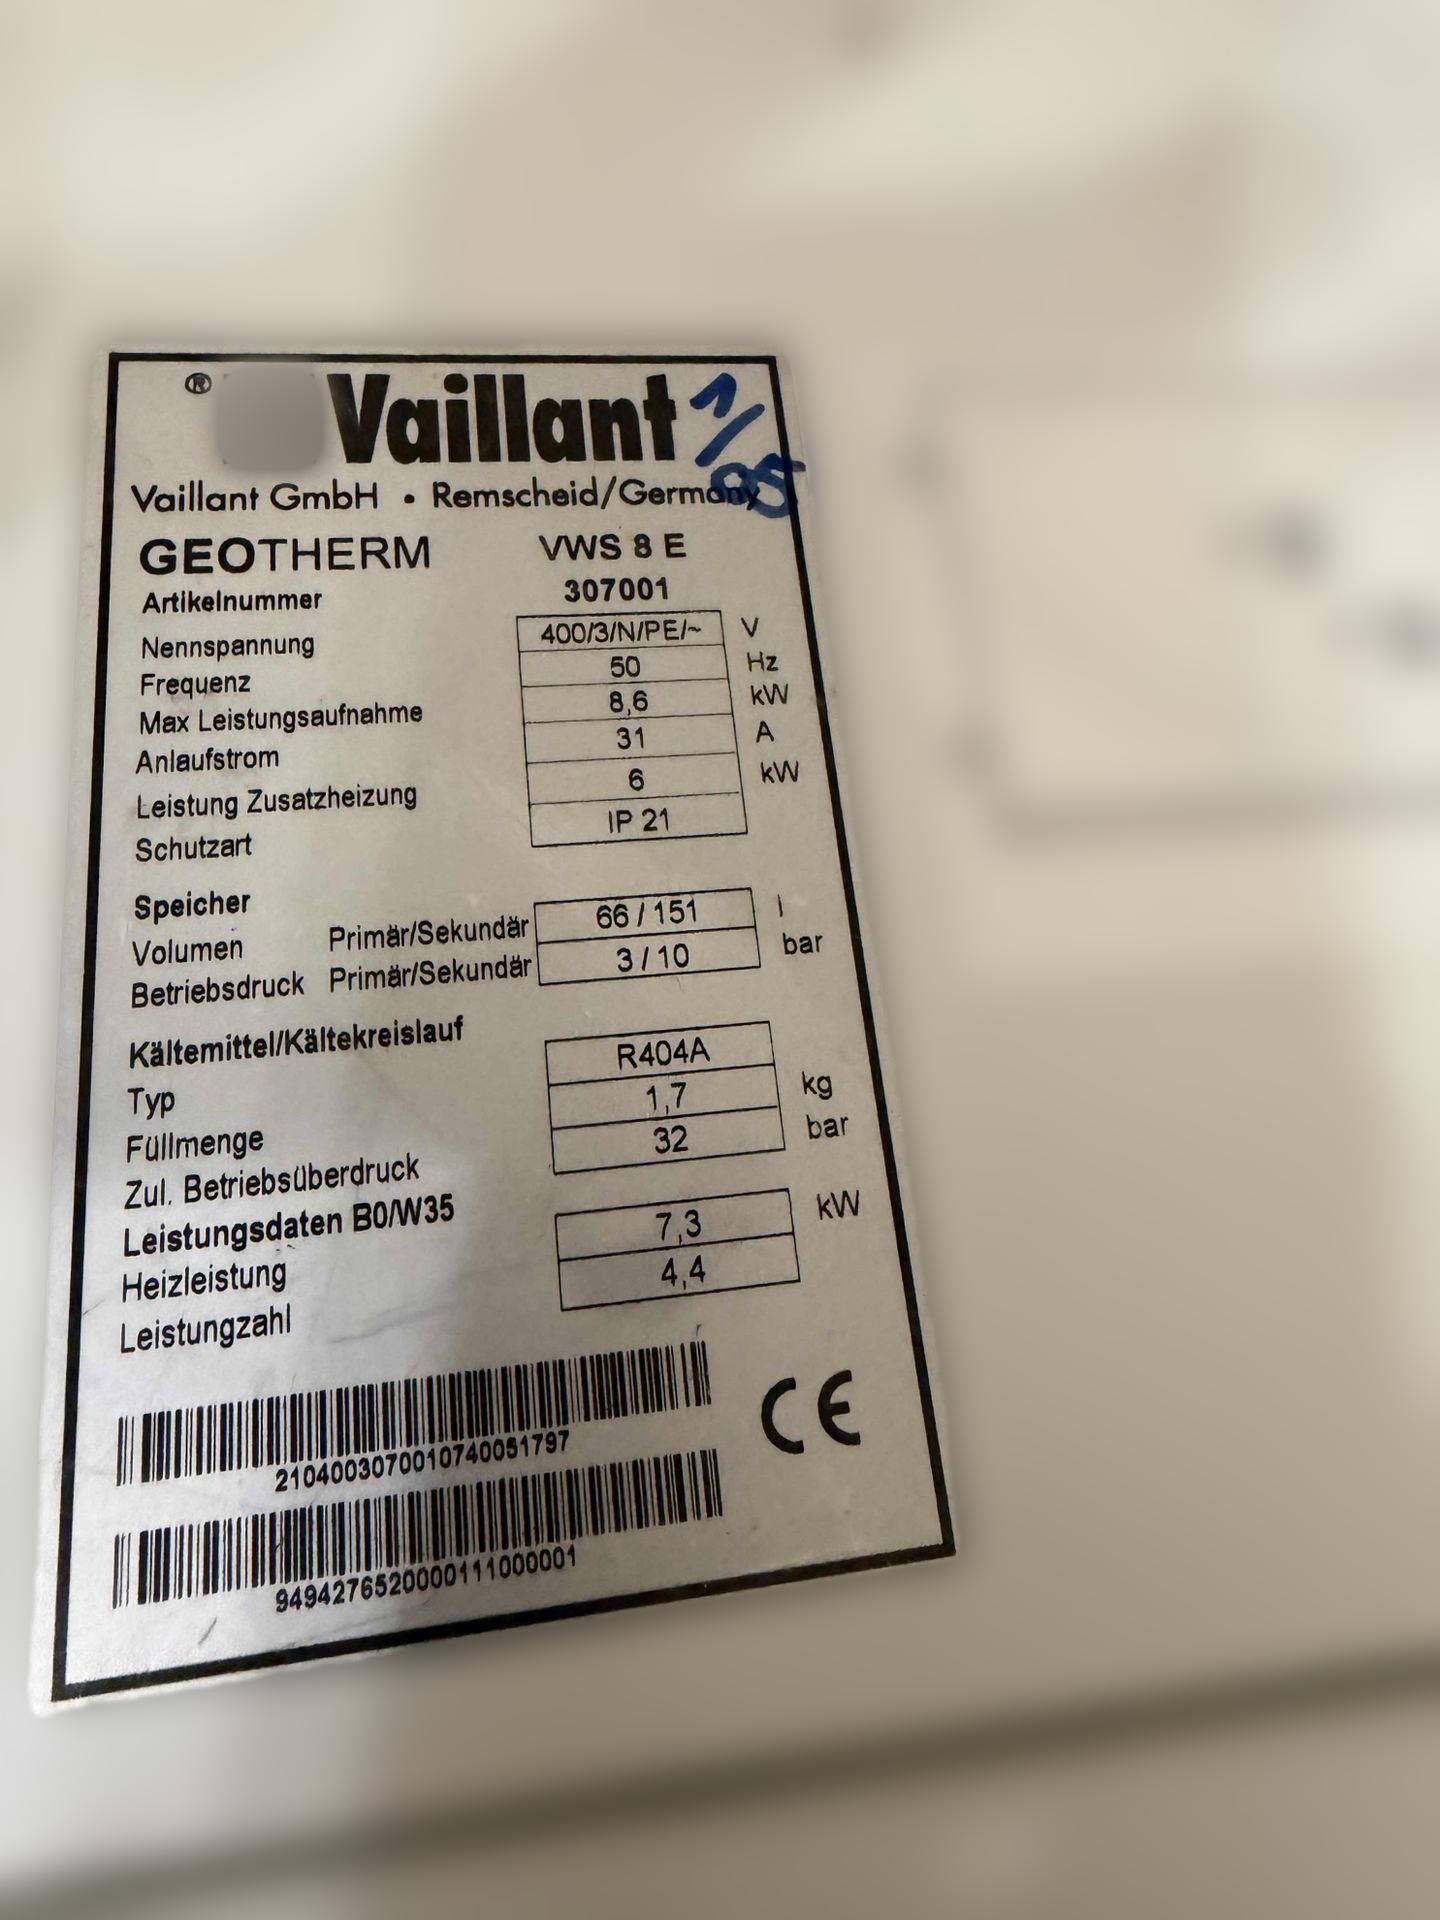 ® Vaillant 1/05
Vaillant GmbH • Remscheid/Germany
GEOTHERM VWS 8 E
Artikelnummer 307001
Nennspannung 400/3/N/PE/~ V
Frequenz 50 Hz
Max Leistungsaufnahme 8,6 kW
Anlaufstrom 31 A
Leistung Zusatzheizung 6 kW
Schutzart IP 21
Speicher
Volumen Primär/Sekundär 66 / 151 l
Betriebsdruck Primär/Sekundär 3 / 10 bar
Kältemittel/Kältekreislauf
Typ R404A
Füllmenge 1,7 kg
Zul. Betriebsüberdruck 32 bar
Leistungsdaten B0/W35
Heizleistung 7,3 kW
Leistungzahl 4,4
CE
2104003070010740051797
9494276520000111000001